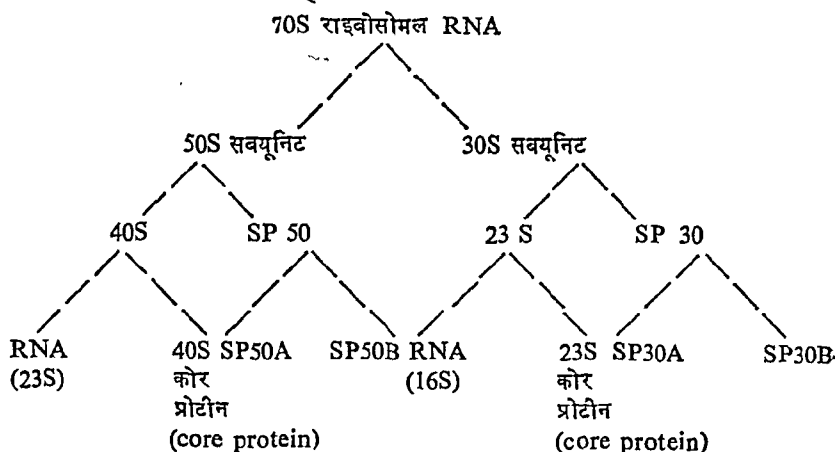 70S राइवोसोमल RNA
50S सबयूनिट 30S सबयूनिट
40S SP 50 23 S SP 30
RNA 40S SP50A SP50B RNA 23S SP30A SP30B
(23S) कोर (16S) कोर
प्रोटीन प्रोटीन
(core protein) (core protein)